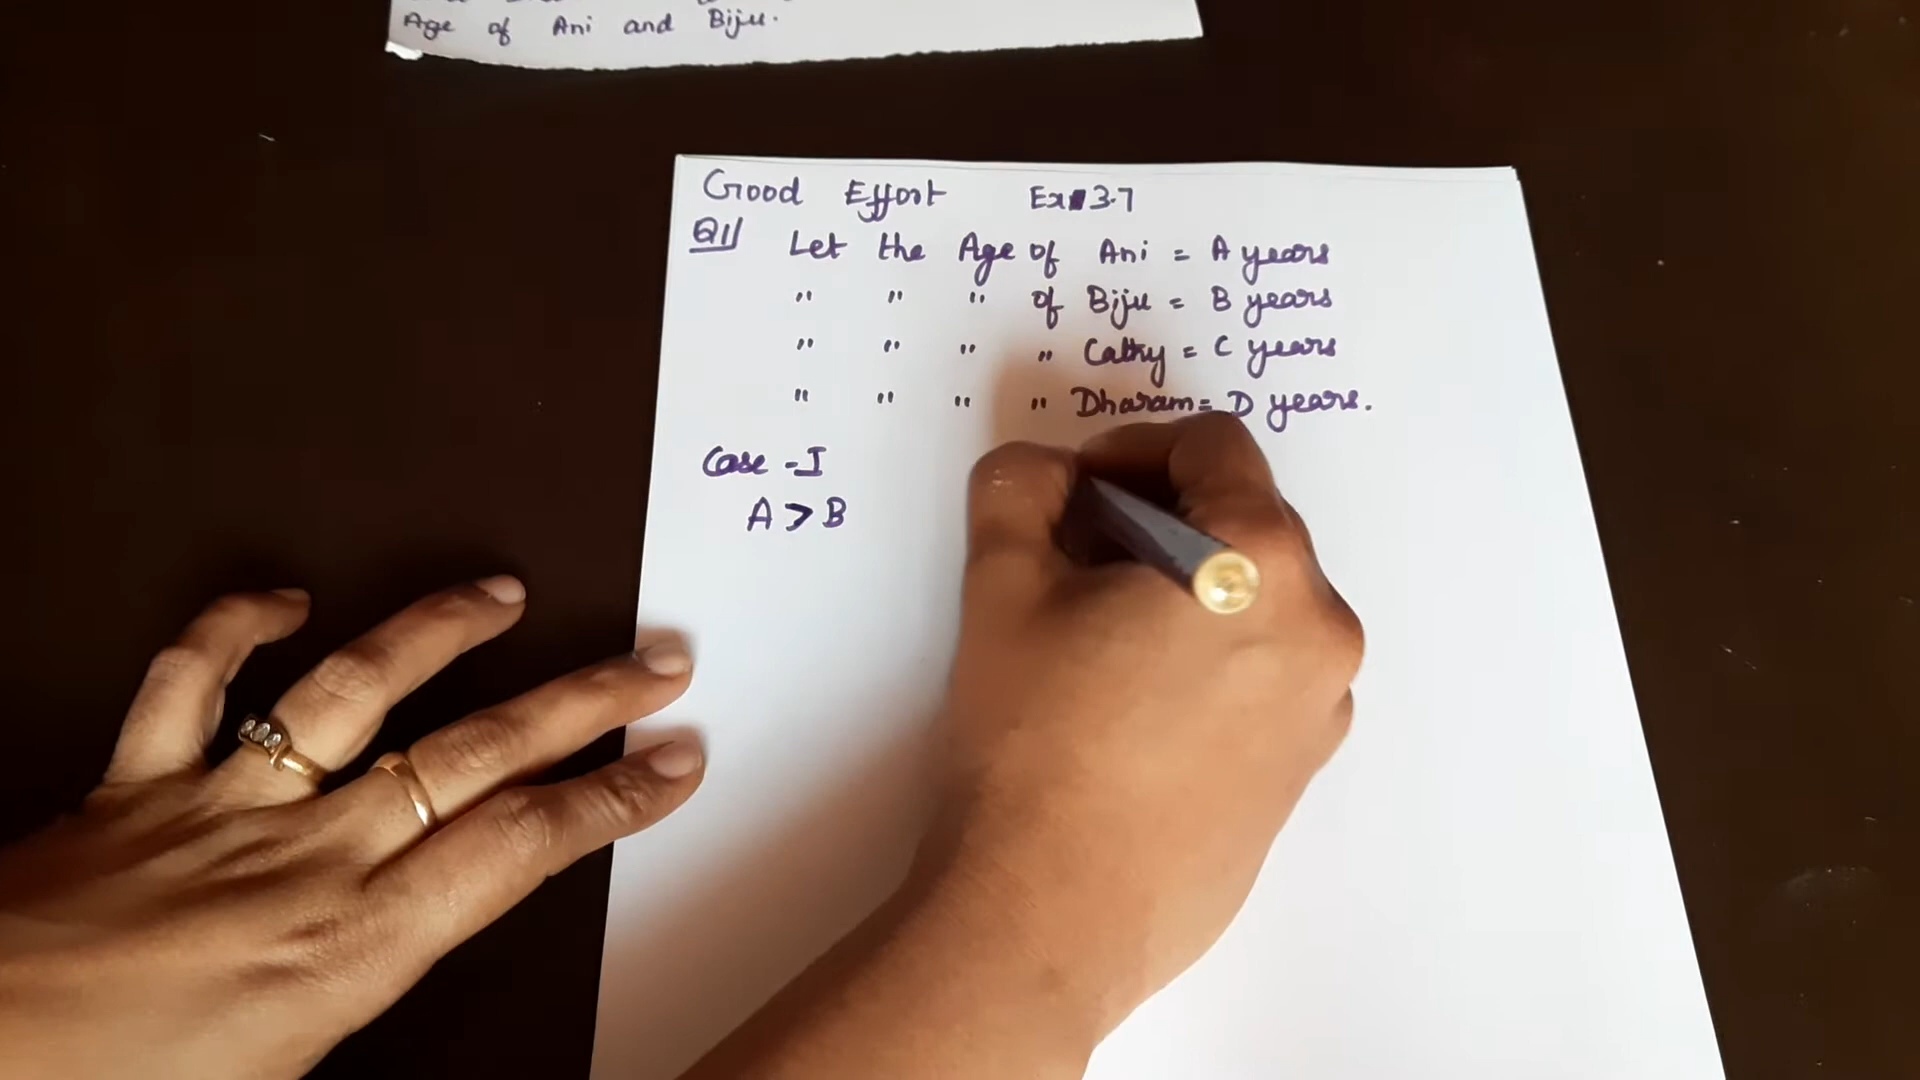 Age of Ani and Biju.
Good Effort Ex 3.7
Q1 Let the Age of Ani = A years
" " " of Biju = B years
" " " " Cathy = C years
" " " " Dharam = D years.
Case - I
A > B